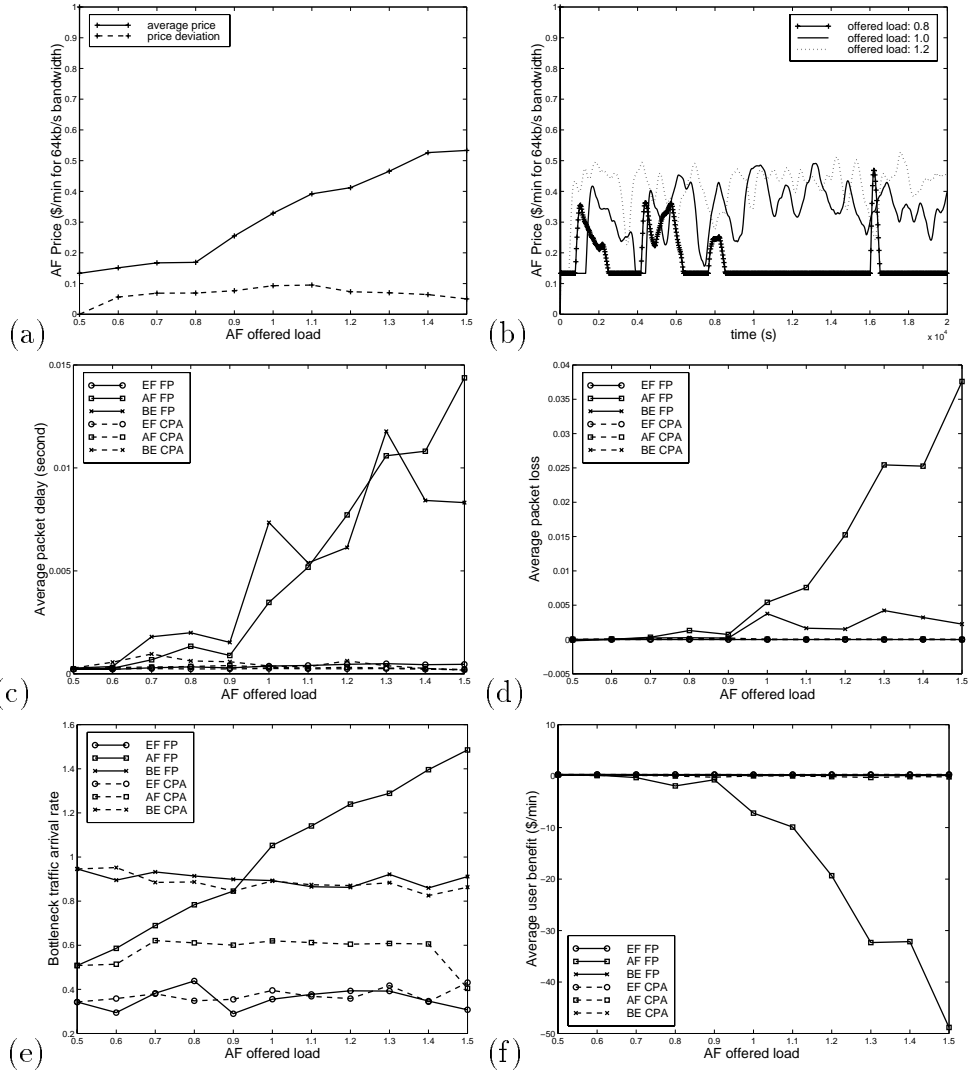 1
0.9
0.8
0.7
0.6
0.5
0.4
0.3
0.2
0.1
0
AF Price ($/min for 64kb/s bandwidth)
average price
price deviation
0.5 0.6 0.7 0.8 0.9 1.0 1.1 1.2 1.3 1.4 1.5
AF offered load
(a)
1
0.9
0.8
0.7
0.6
0.5
0.4
0.3
0.2
0.1
0
AF Price ($/min for 64kb/s bandwidth)
offered load: 0.8
offered load: 1.0
offered load: 1.2
0 0.2 0.4 0.6 0.8 1.0 1.2 1.4 1.6 1.8 20
x 10⁴
time (s)
(b)
0.015
0.01
0.005
0
Average packet delay (second)
EF FP
AF FP
BE FP
EF CPA
AF CPA
BE CPA
0.5 0.6 0.7 0.8 0.9 1.0 1.1 1.2 1.3 1.4 1.5
AF offered load
(c)
0.04
0.035
0.03
0.025
0.02
0.015
0.01
0.005
0
−0.005
Average packet loss
EF FP
AF FP
BE FP
EF CPA
AF CPA
BE CPA
0.5 0.6 0.7 0.8 0.9 1.0 1.1 1.2 1.3 1.4 1.5
AF offered load
(d)
1.6
1.4
1.2
1
0.8
0.6
0.4
0.2
Bottleneck traffic arrival rate
EF FP
AF FP
BE FP
EF CPA
AF CPA
BE CPA
0.5 0.6 0.7 0.8 0.9 1.0 1.1 1.2 1.3 1.4 1.5
AF offered load
(e)
10
0
−10
−20
−30
−40
−50
Average user benefit ($/min)
EF FP
AF FP
BE FP
EF CPA
AF CPA
BE CPA
0.5 0.6 0.7 0.8 0.9 1.0 1.1 1.2 1.3 1.4 1.5
AF offered load
(f)